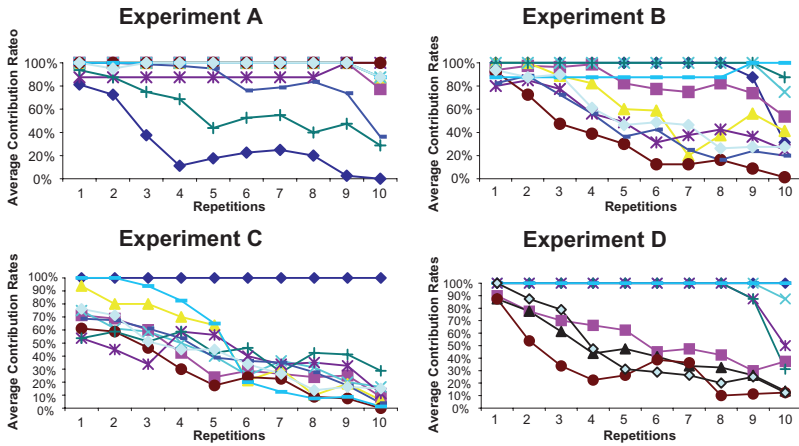 Experiment A
Average Contribution Rateo
100%
80%
60%
40%
20%
0%
1 2 3 4 5 6 7 8 9 10
Repetitions
Experiment B
Average Contribution Rates
100%
80%
60%
40%
20%
0%
1 2 3 4 5 6 7 8 9 10
Repetitions
Experiment C
Average Contribution Rates
100%
90%
80%
70%
60%
50%
40%
30%
20%
10%
0%
1 2 3 4 5 6 7 8 9 10
Repetitions
Experiment D
Average Contribution Rates
100%
90%
80%
70%
60%
50%
40%
30%
20%
10%
0%
1 2 3 4 5 6 7 8 9 10
Repetitions